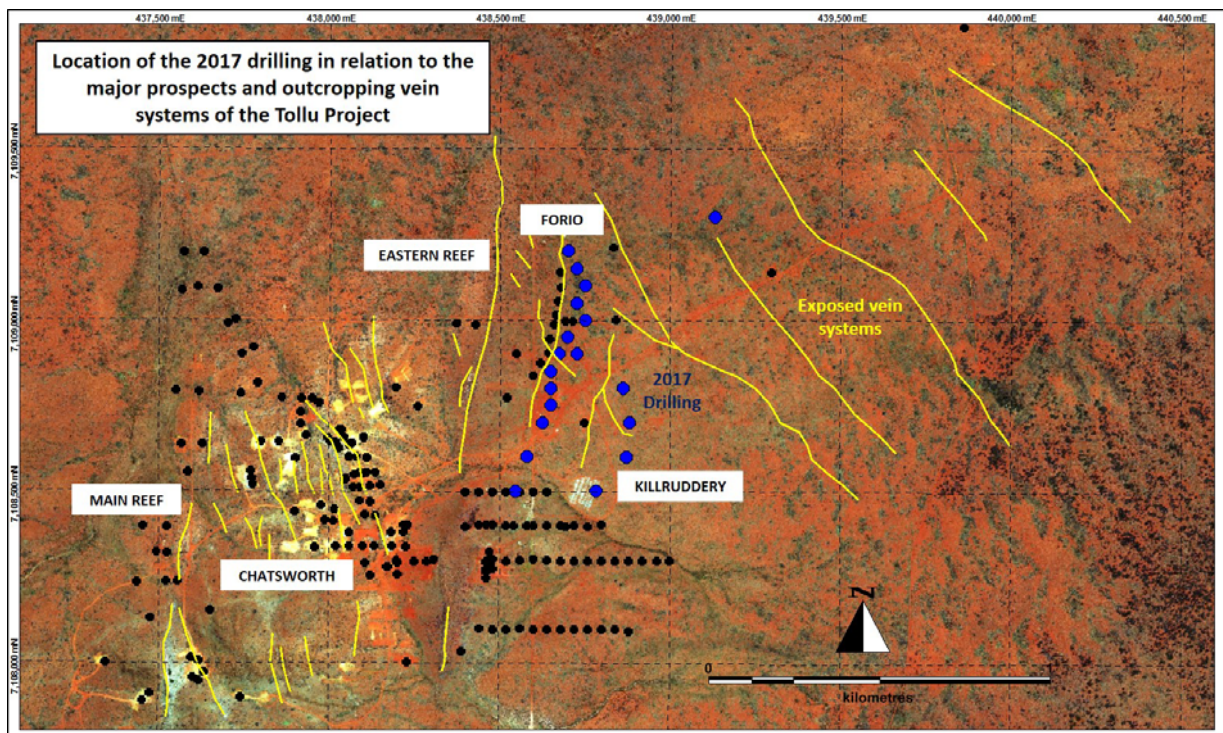 437,500 mE
438,000 mE
438,500 mE
439,000 mE
439,500 mE
440,000 mE
440,500 mE
Location of the 2017 drilling in relation to the
major prospects and outcropping vein
systems of the Tollu Project
7,109,500 mN
FORIO
EASTERN REEF
Exposed vein
systems
7,109,000 mN
2017
Drilling
MAIN REEF
7,108,500 mN
KILLRUDDERY
CHATSWORTH
N
7,108,000 mN
0
1
kilometres